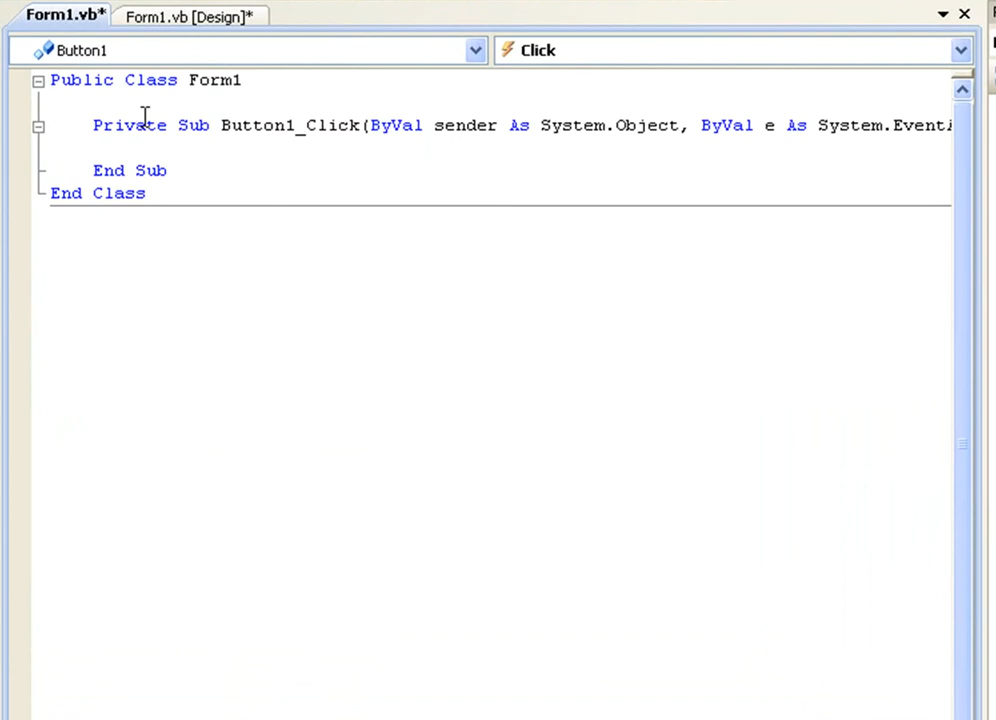 Form1.vb* Form1.vb [Design]*
Button1 Click
Public Class Form1
Private Sub Button1_Click(ByVal sender As System.Object, ByVal e As System.Event
End Sub
End Class